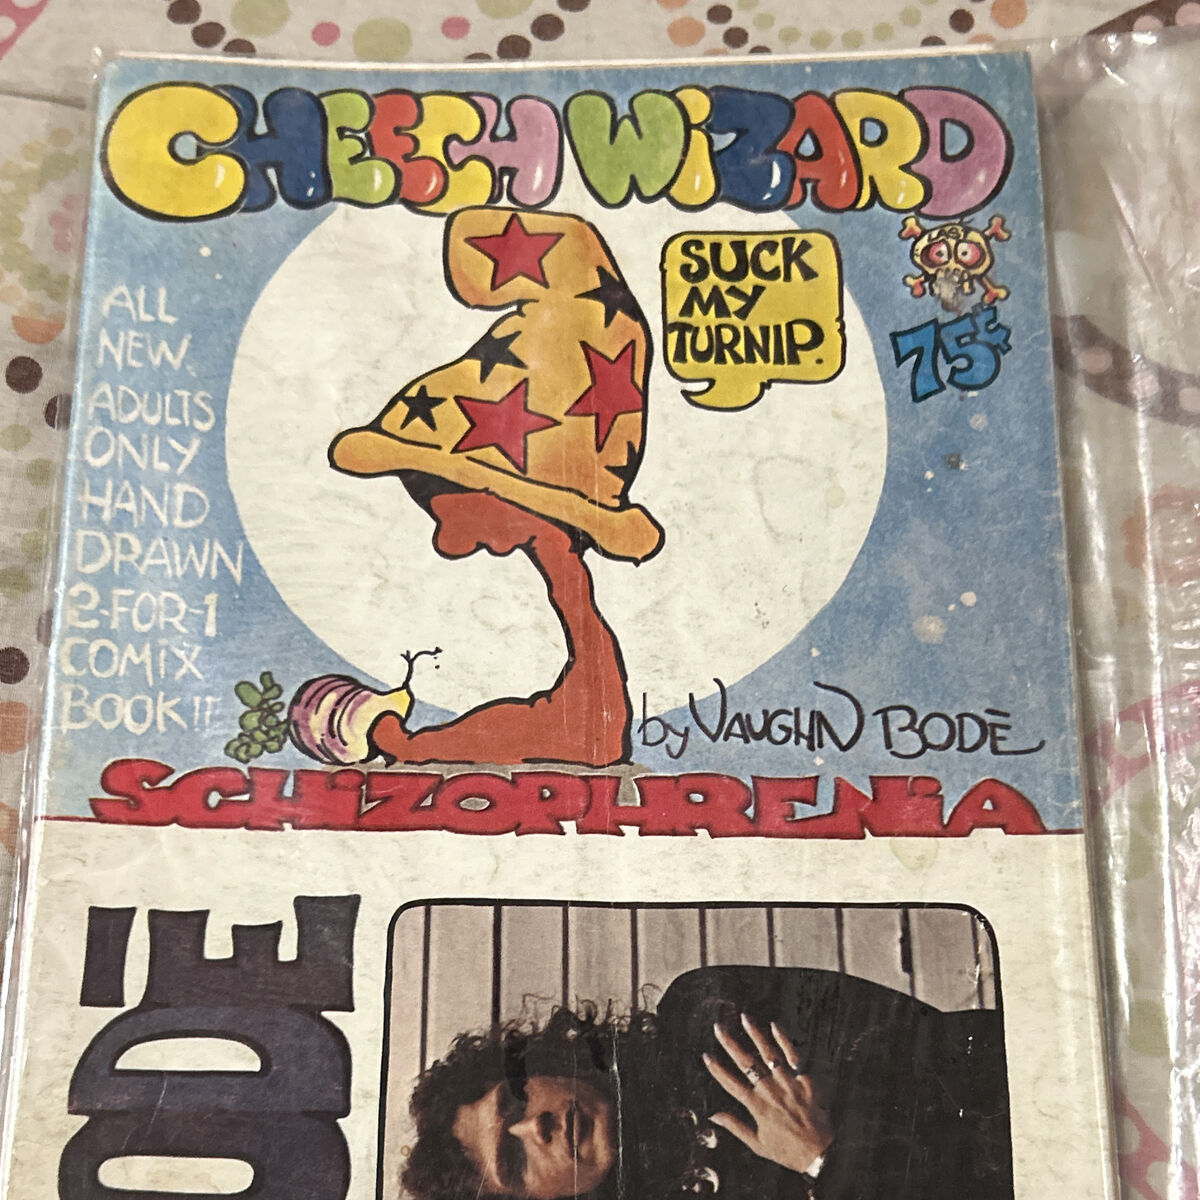 CHEECH WIZARD
SUCK
MY
TURNIP.
LAST
75¢
ALL
NEW.
ADULTS
ONLY
HAND
DRAWN
2-FOR-1
COMIX
BOOK!!
by VAUGHN BODĒ
SCHIZOPHRENIA
ODĒ